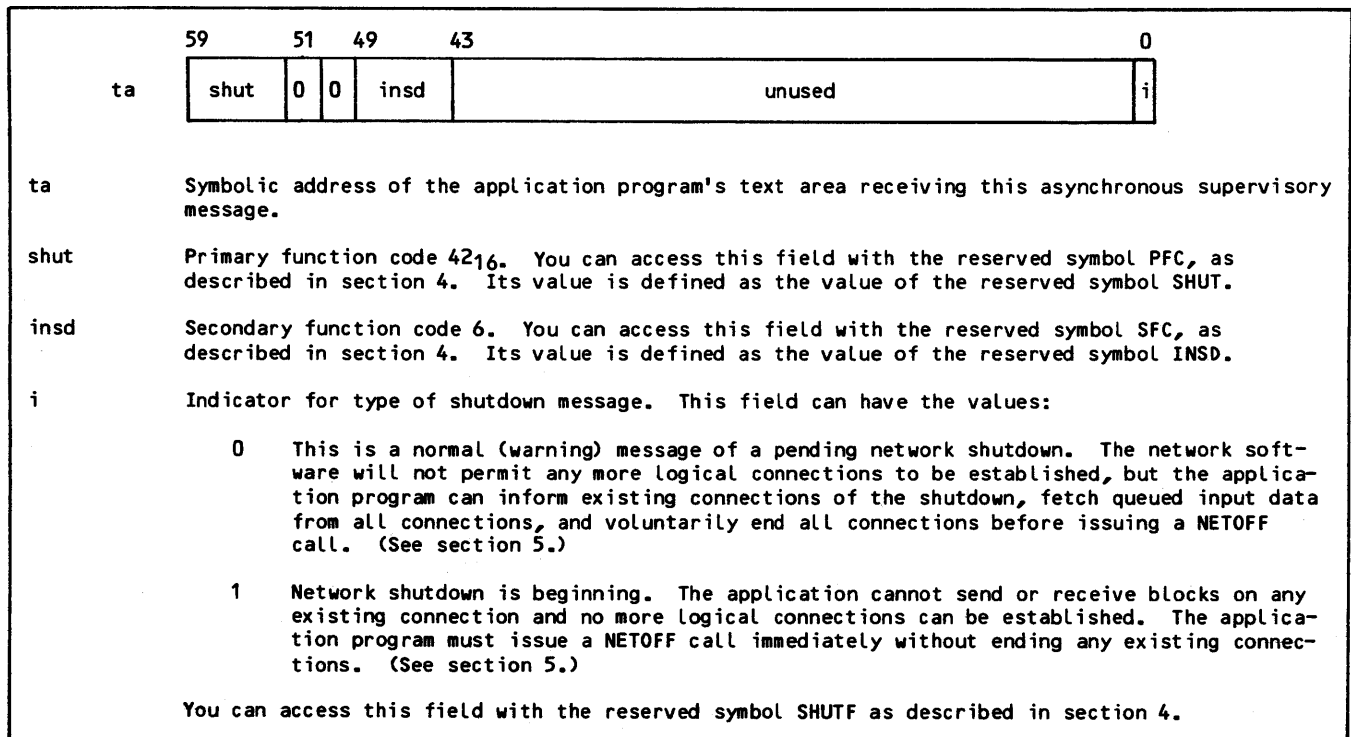 59 51 49 43 0
ta shut 0 0 insd unused i
ta Symbolic address of the application program's text area receiving this asynchronous supervisory
message.
shut Primary function code 42₁₆. You can access this field with the reserved symbol PFC, as
described in section 4. Its value is defined as the value of the reserved symbol SHUT.
insd Secondary function code 6. You can access this field with the reserved symbol SFC, as
described in section 4. Its value is defined as the value of the reserved symbol INSD.
i Indicator for type of shutdown message. This field can have the values:
0 This is a normal (warning) message of a pending network shutdown. The network soft-
ware will not permit any more logical connections to be established, but the applica-
tion program can inform existing connections of the shutdown, fetch queued input data
from all connections, and voluntarily end all connections before issuing a NETOFF
call. (See section 5.)
1 Network shutdown is beginning. The application cannot send or receive blocks on any
existing connection and no more logical connections can be established. The applica-
tion program must issue a NETOFF call immediately without ending any existing connec-
tions. (See section 5.)
You can access this field with the reserved symbol SHUTF as described in section 4.